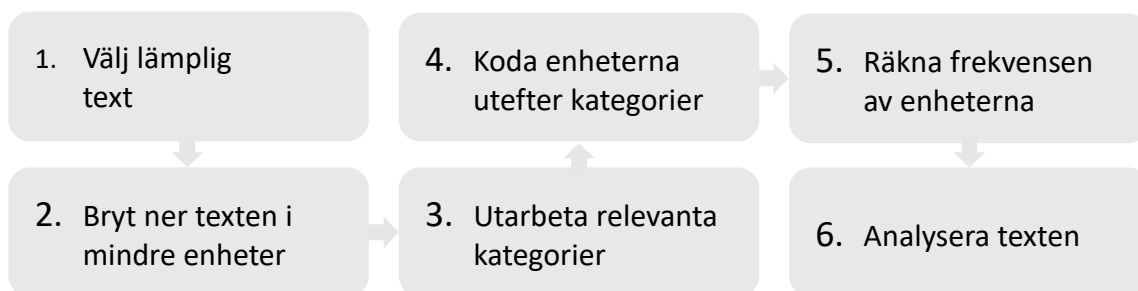 1. Välj lämplig
text
2. Bryt ner texten i
mindre enheter
3. Utarbeta relevanta
kategorier
4. Koda enheterna
utefter kategorier
5. Räkna frekvensen
av enheterna
6. Analysera texten